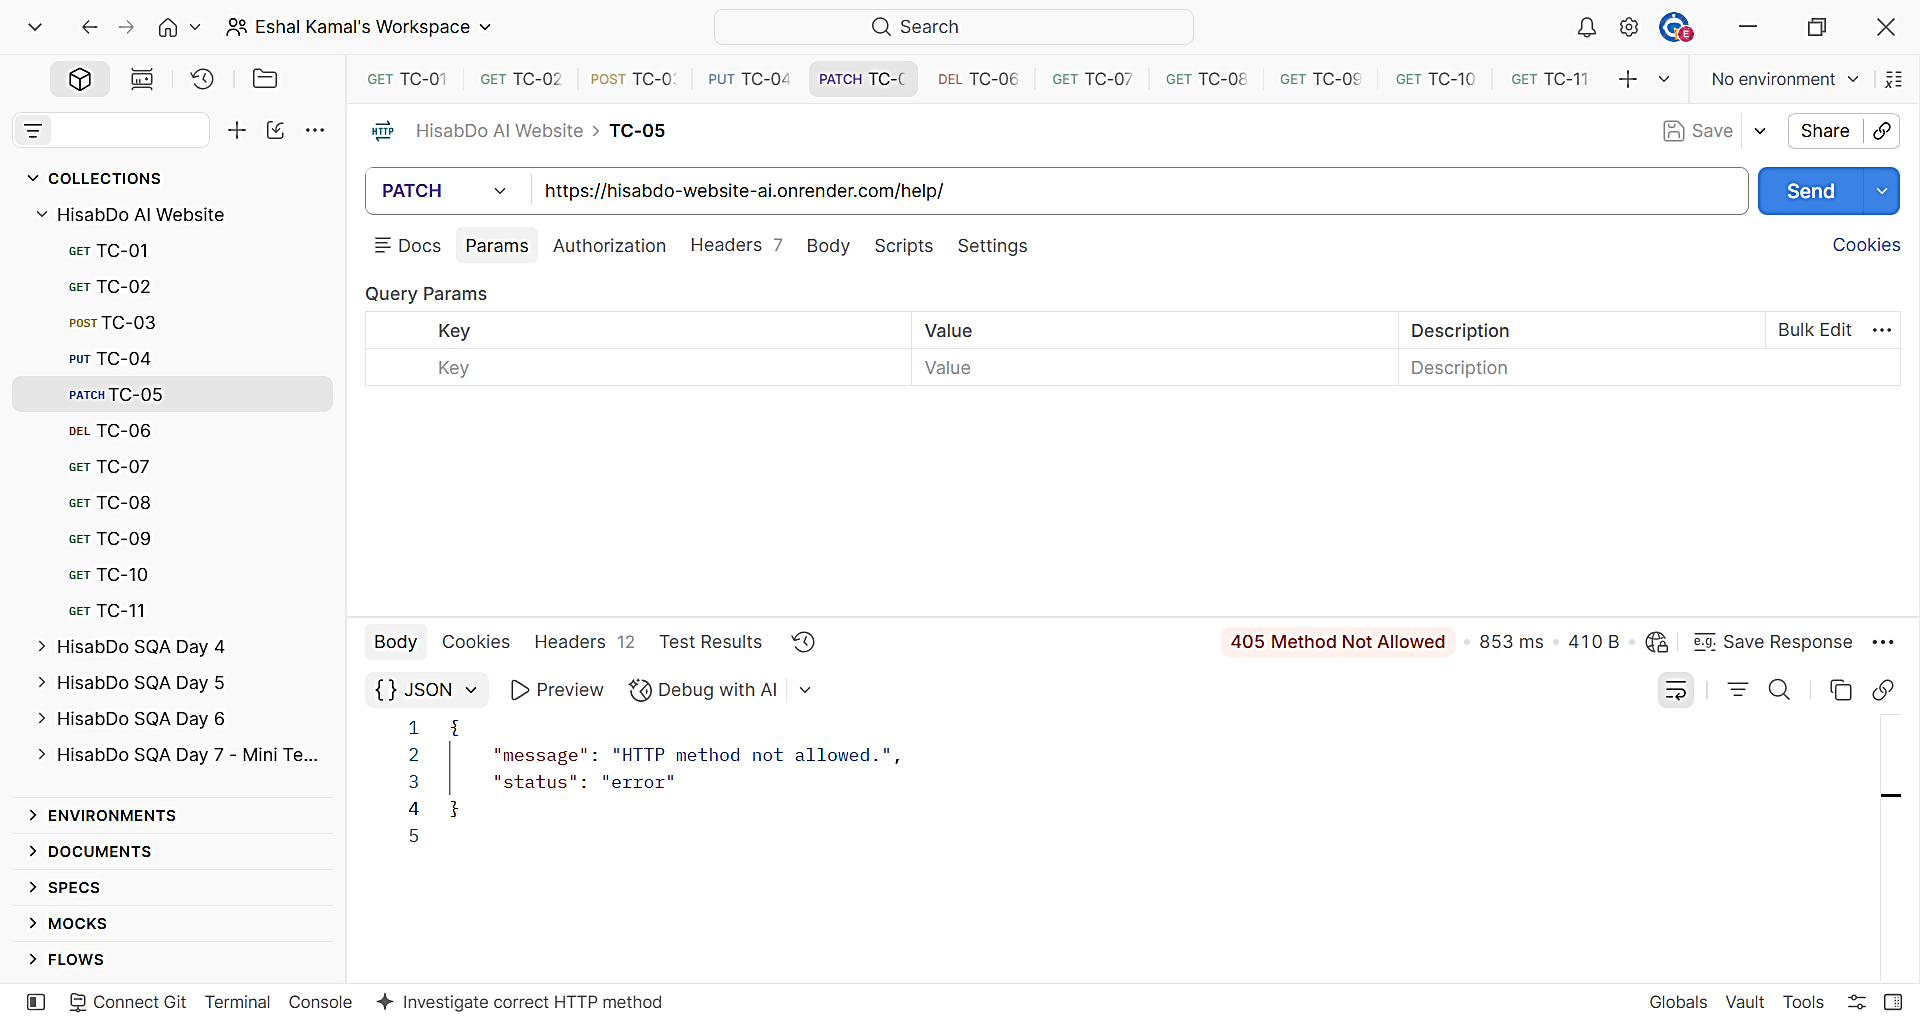 Eshal Kamal's Workspace
Search
E
GET TC-01
GET TC-02
POST TC-03
PUT TC-04
PATCH TC-0
DEL TC-06
GET TC-07
GET TC-08
GET TC-09
GET TC-10
GET TC-11
No environment
HTTP HisabDo AI Website > TC-05
Save
Share
PATCH
https://hisabdo-website-ai.onrender.com/help/
Send
Docs Params Authorization Headers 7 Body Scripts Settings
Cookies
Query Params
Key Value Description Bulk Edit
Key Value Description
COLLECTIONS
HisabDo AI Website
GET TC-01
GET TC-02
POST TC-03
PUT TC-04
PATCH TC-05
DEL TC-06
GET TC-07
GET TC-08
GET TC-09
GET TC-10
GET TC-11
HisabDo SQA Day 4
HisabDo SQA Day 5
HisabDo SQA Day 6
HisabDo SQA Day 7 - Mini Te...
ENVIRONMENTS
DOCUMENTS
SPECS
MOCKS
FLOWS
Body Cookies Headers 12 Test Results
405 Method Not Allowed • 853 ms • 410 B
e.g. Save Response
{} JSON Preview Debug with AI
1 {
2 "message": "HTTP method not allowed.",
3 "status": "error"
4 }
5
Connect Git Terminal Console Investigate correct HTTP method
Globals Vault Tools